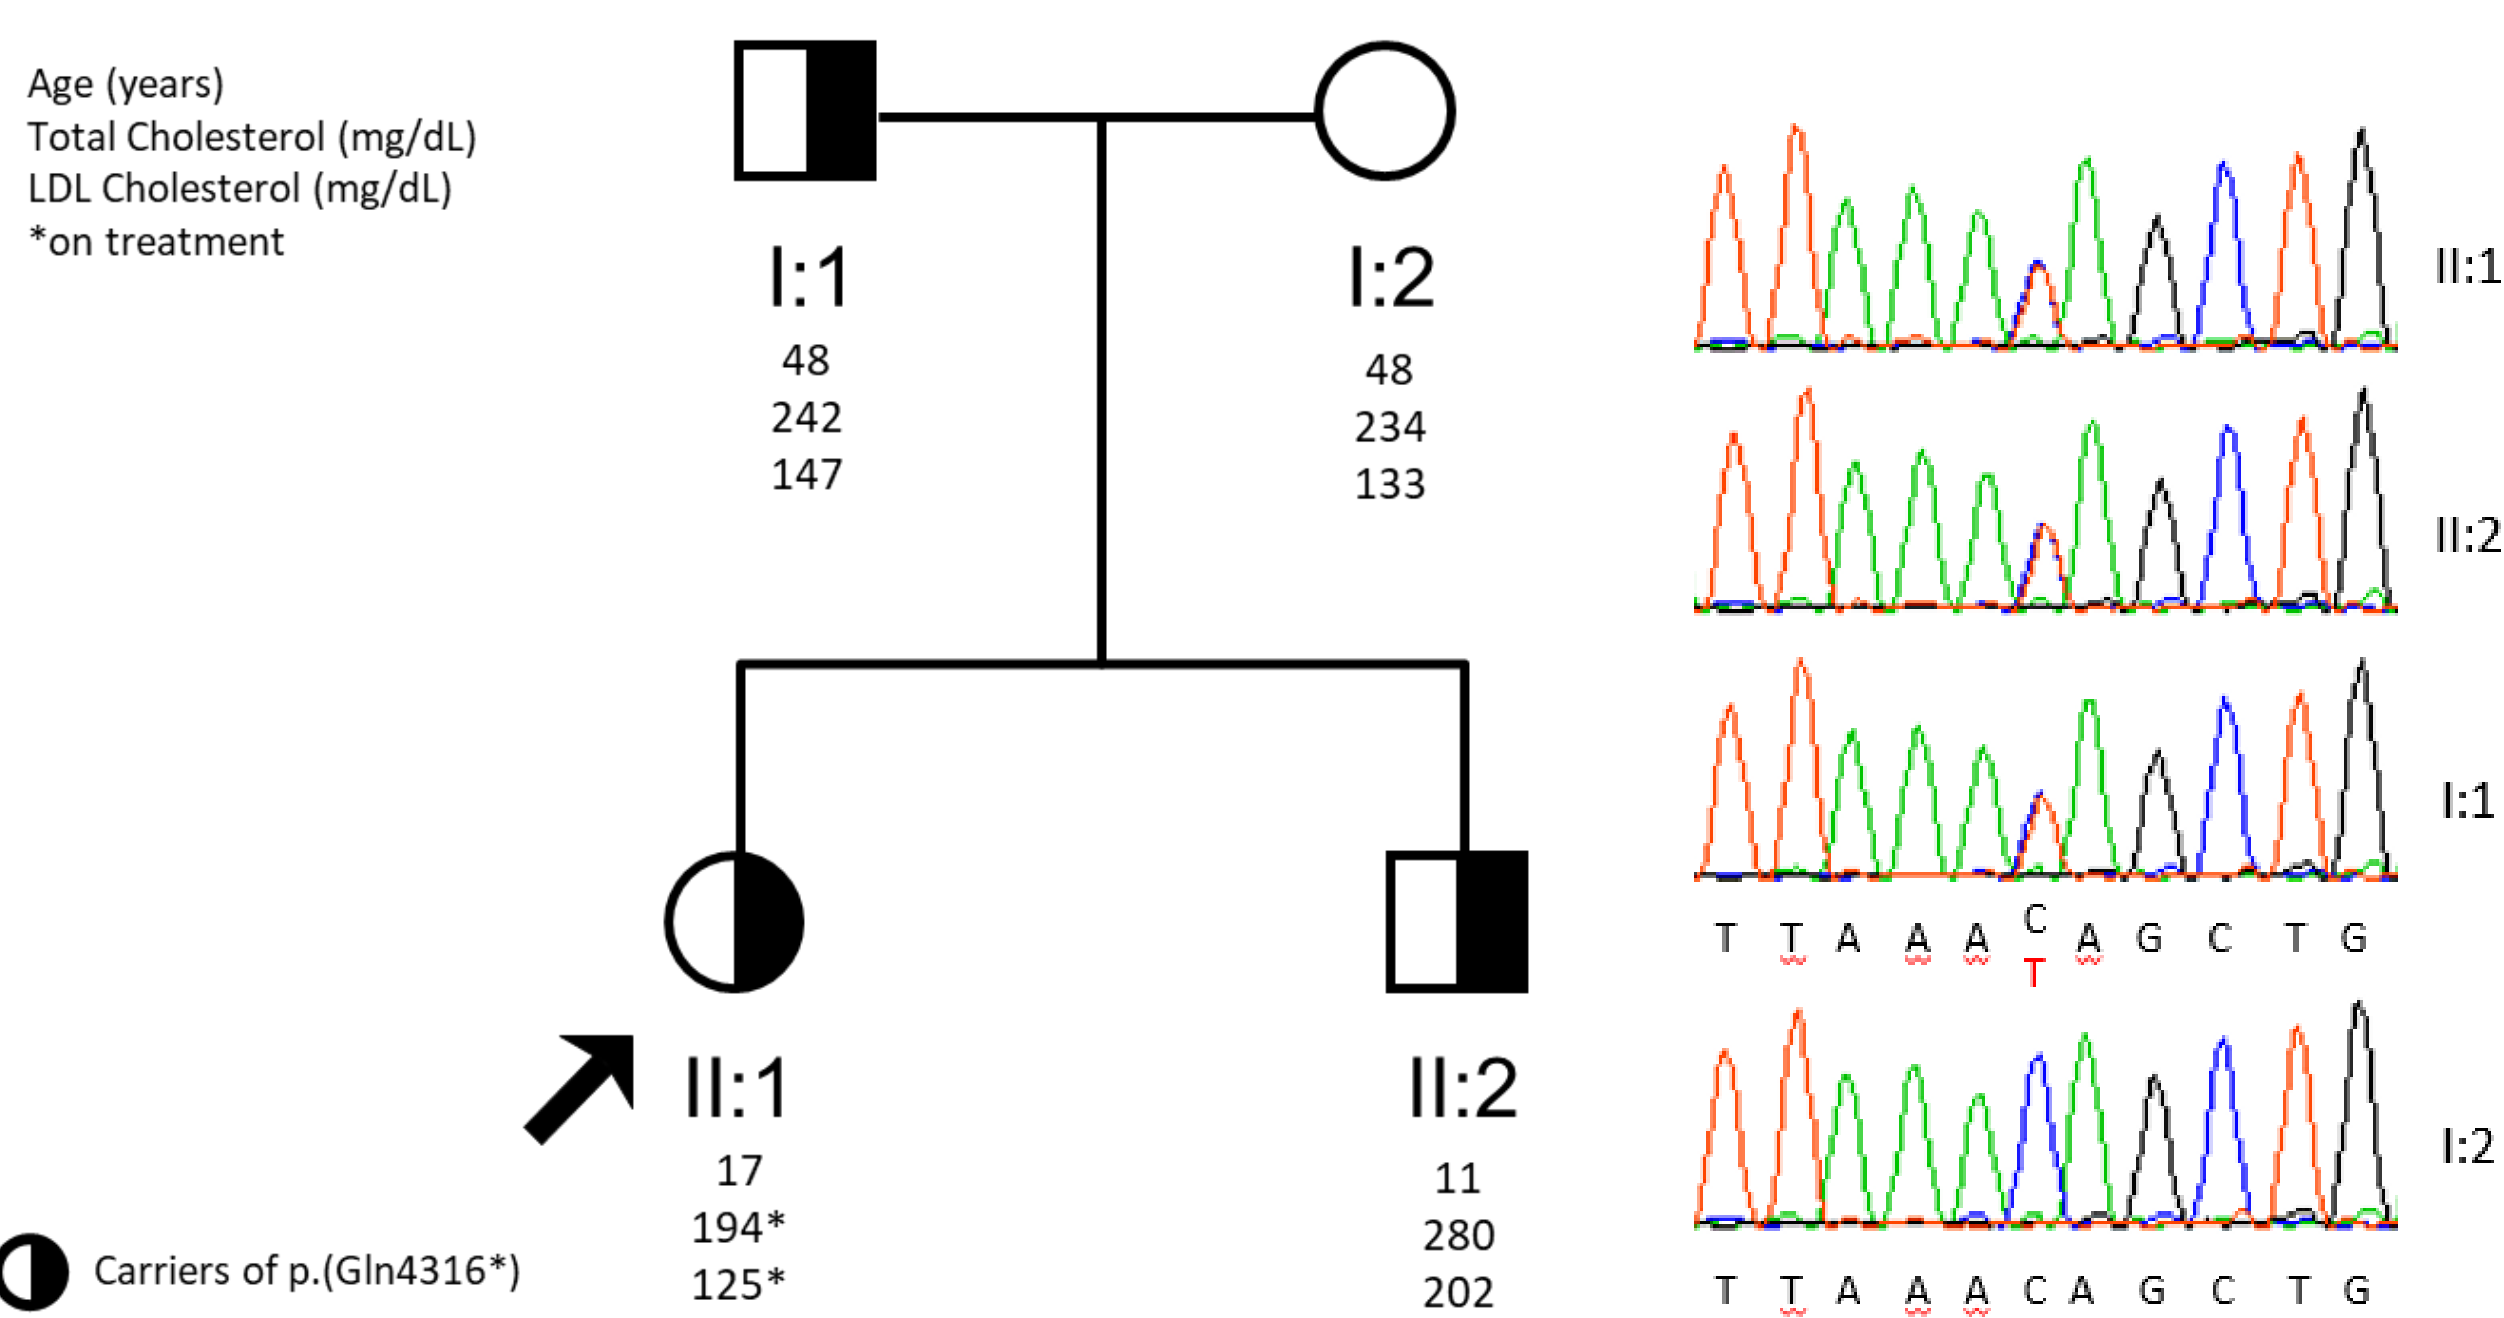 Age (years)
Total Cholesterol (mg/dL)
LDL Cholesterol (mg/dL)
*on treatment
I:1
48
242
147
I:2
48
234
133
II:1
17
194*
125*
II:2
11
280
202
Carriers of p.(Gln4316*)
II:1
II:2
I:1
T T A A A C A G C T G
T
I:2
T T A A A C A G C T G